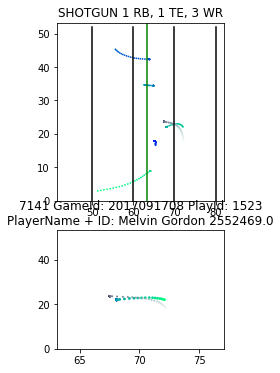 SHOTGUN 1 RB, 1 TE, 3 WR
50
40
30
20
10
0
50 60 70 80
7141 GameId: 2017091708 PlayId: 1523
PlayerName + ID: Melvin Gordon 2552469.0
40
20
0
65 70 75